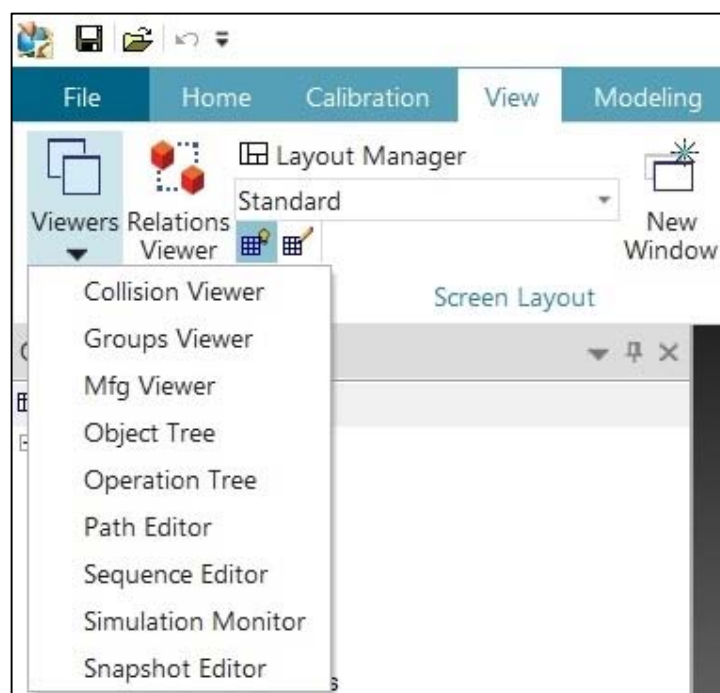 File Home Calibration View Modeling
Layout Manager
Standard
Viewers Relations Viewer
New Window
Screen Layout
Collision Viewer
Groups Viewer
Mfg Viewer
Object Tree
Operation Tree
Path Editor
Sequence Editor
Simulation Monitor
Snapshot Editor